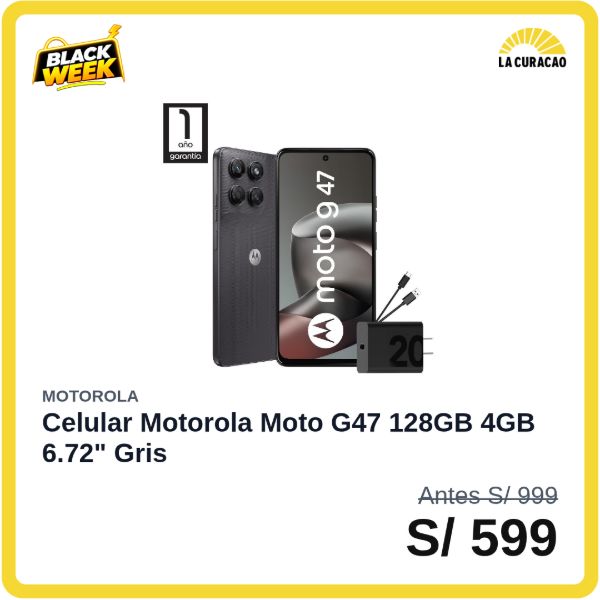 BLACK
WEEK
LA CURACAO
1
año
garantía
moto g47
20
MOTOROLA
Celular Motorola Moto G47 128GB 4GB
6.72" Gris
Antes S/ 999
S/ 599